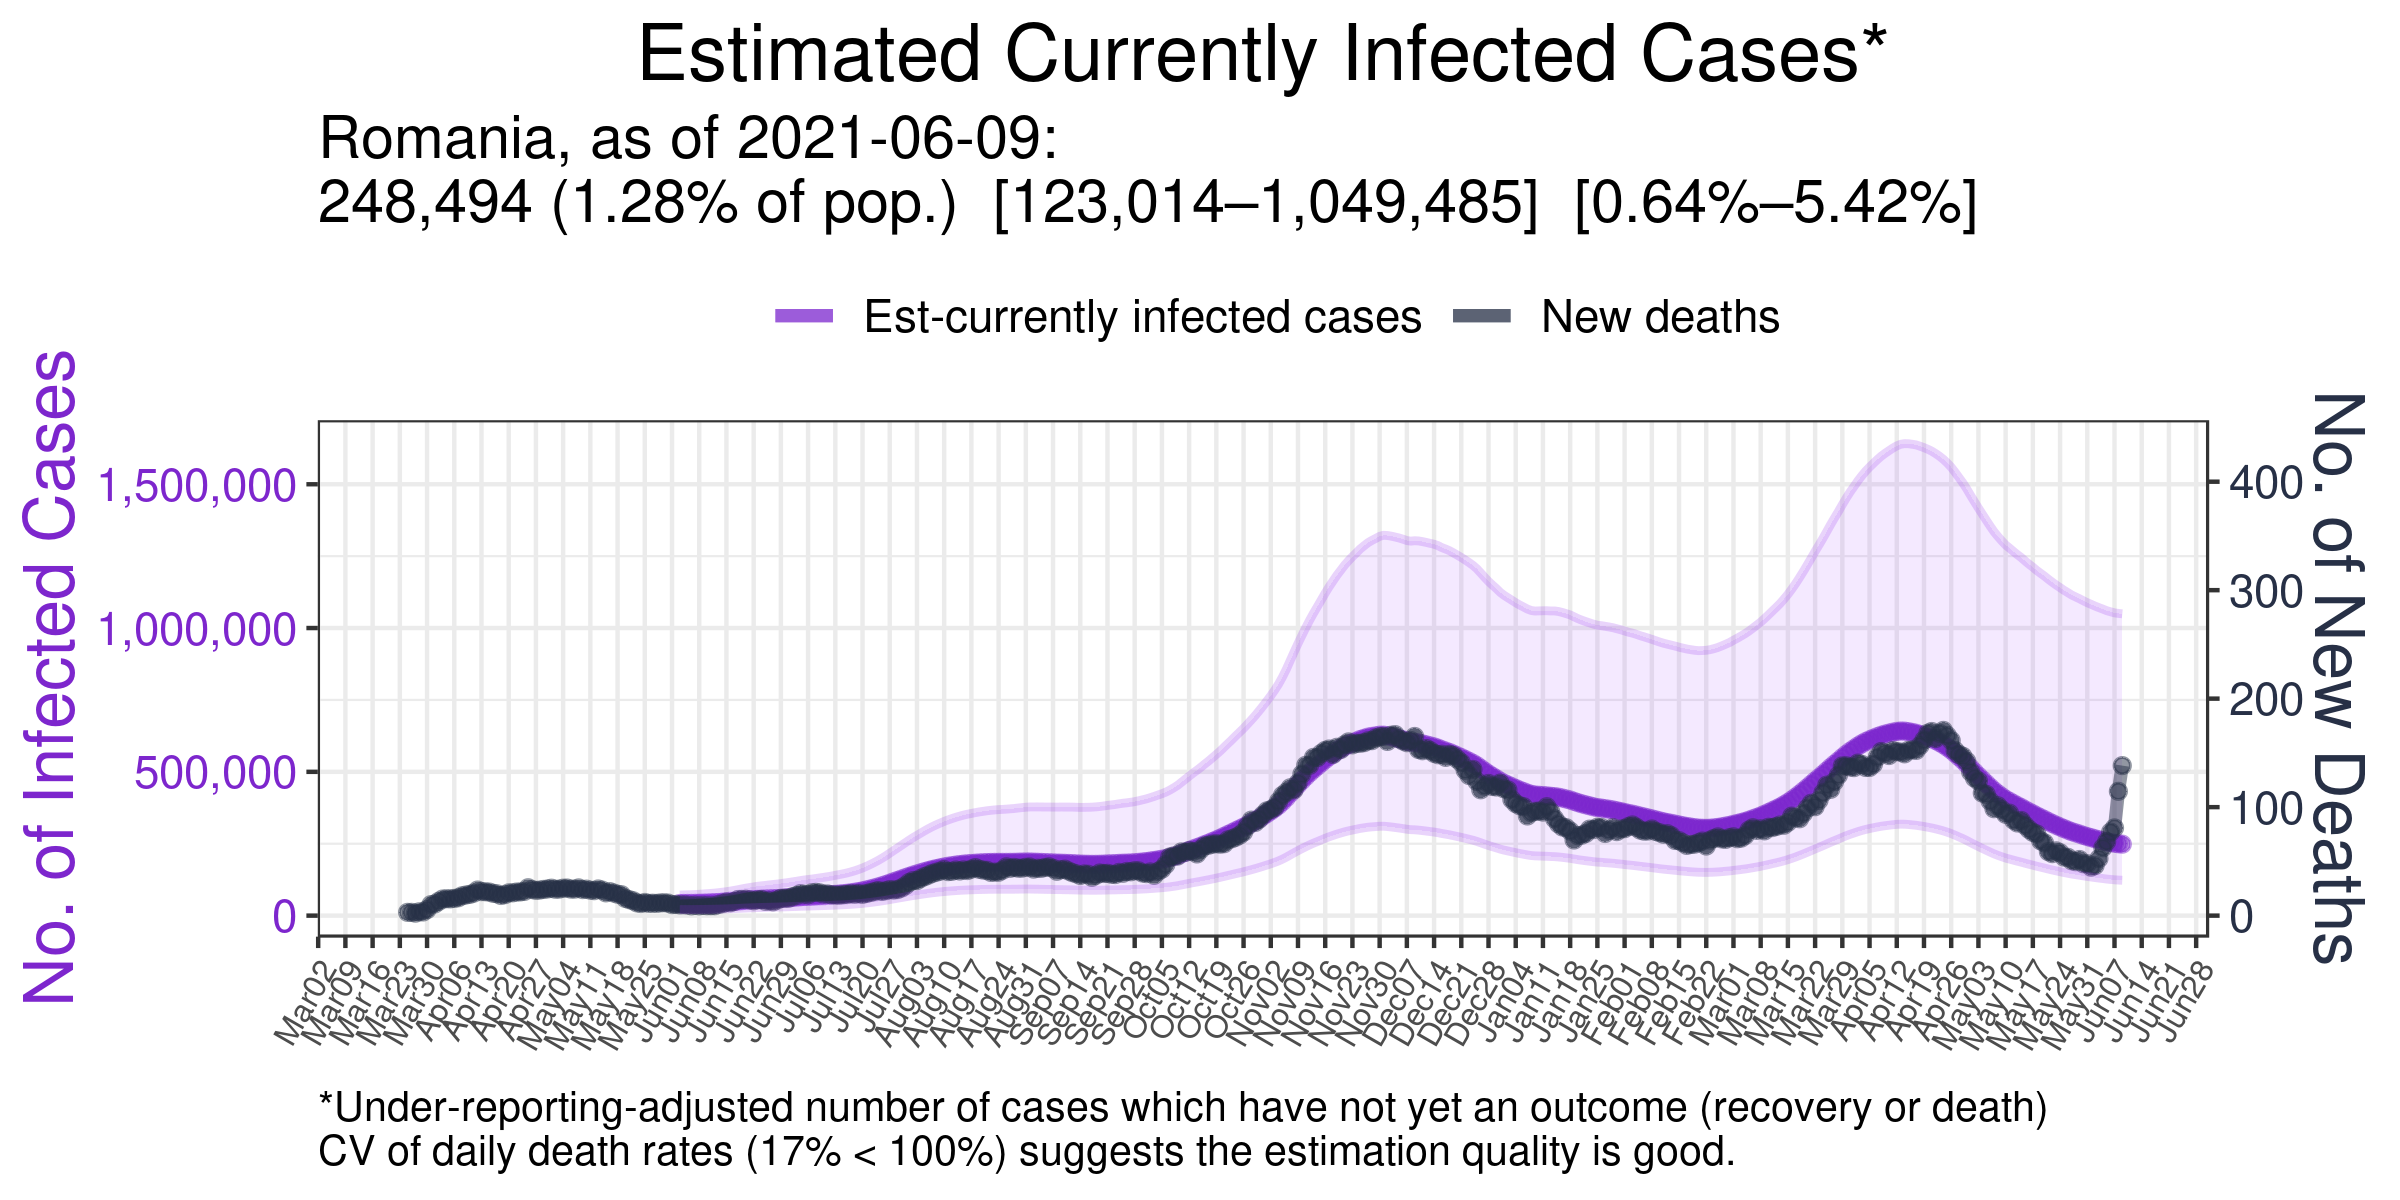 Estimated Currently Infected Cases*
Romania, as of 2021-06-09:
248,494 (1.28% of pop.) [123,014–1,049,485] [0.64%–5.42%]
Est-currently infected cases New deaths
No. of Infected Cases
1,500,000
1,000,000
500,000
0
No. of New Deaths
400
300
200
100
0
Mar02 Mar09 Mar16 Mar23 Mar30 Apr06 Apr13 Apr20 Apr27 May04 May11 May18 May25 Jun01 Jun08 Jun15 Jun22 Jun29 Jul06 Jul13 Jul20 Jul27 Aug03 Aug10 Aug17 Aug24 Aug31 Sep07 Sep14 Sep21 Sep28 Oct05 Oct12 Oct19 Oct26 Nov02 Nov09 Nov16 Nov23 Nov30 Dec07 Dec14 Dec21 Dec28 Jan04 Jan11 Jan18 Jan25 Feb01 Feb08 Feb15 Feb22 Mar01 Mar08 Mar15 Mar22 Mar29 Apr05 Apr12 Apr19 Apr26 May03 May10 May17 May24 May31 Jun07 Jun14 Jun21 Jun28
*Under-reporting-adjusted number of cases which have not yet an outcome (recovery or death)
CV of daily death rates (17% < 100%) suggests the estimation quality is good.